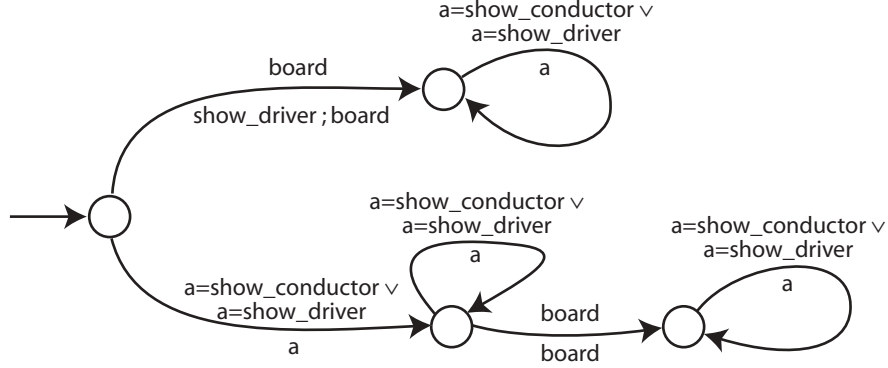 a=show_conductor ∨
a=show_driver
a
board
show_driver ; board
a=show_conductor ∨
a=show_driver
a
a=show_conductor ∨
a=show_driver
a
a=show_conductor ∨
a=show_driver
a
board
board